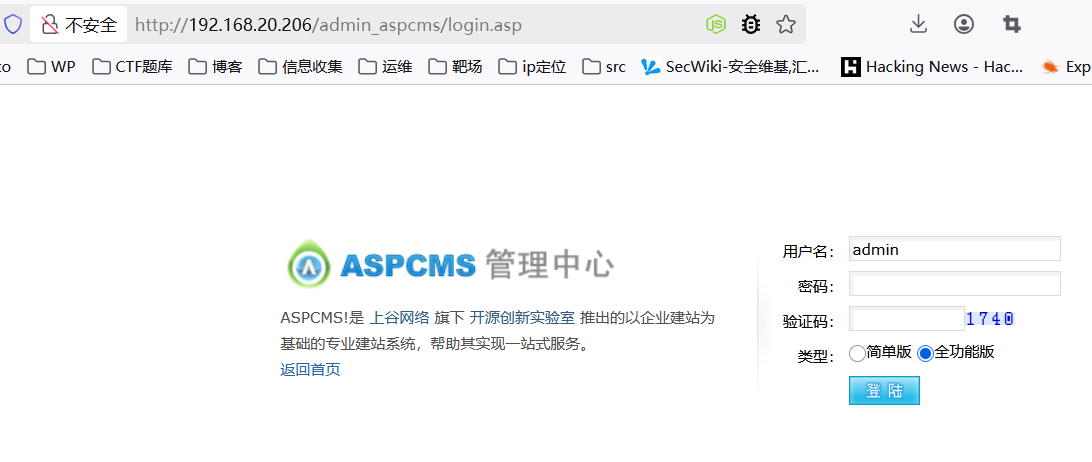 不安全 http://192.168.20.206/admin_aspcms/login.asp
to WP CTF题库 博客 信息收集 运维 靶场 ip定位 src SecWiki-安全维基,汇... Hacking News - Hac... Exp
ASPCMS 管理中心
ASPCMS!是 上谷网络 旗下 开源创新实验室 推出的以企业建站为
基础的专业建站系统，帮助其实现一站式服务。
返回首页
用户名： admin
密码：
验证码： 1740
类型： 简单版 全功能版
登 陆